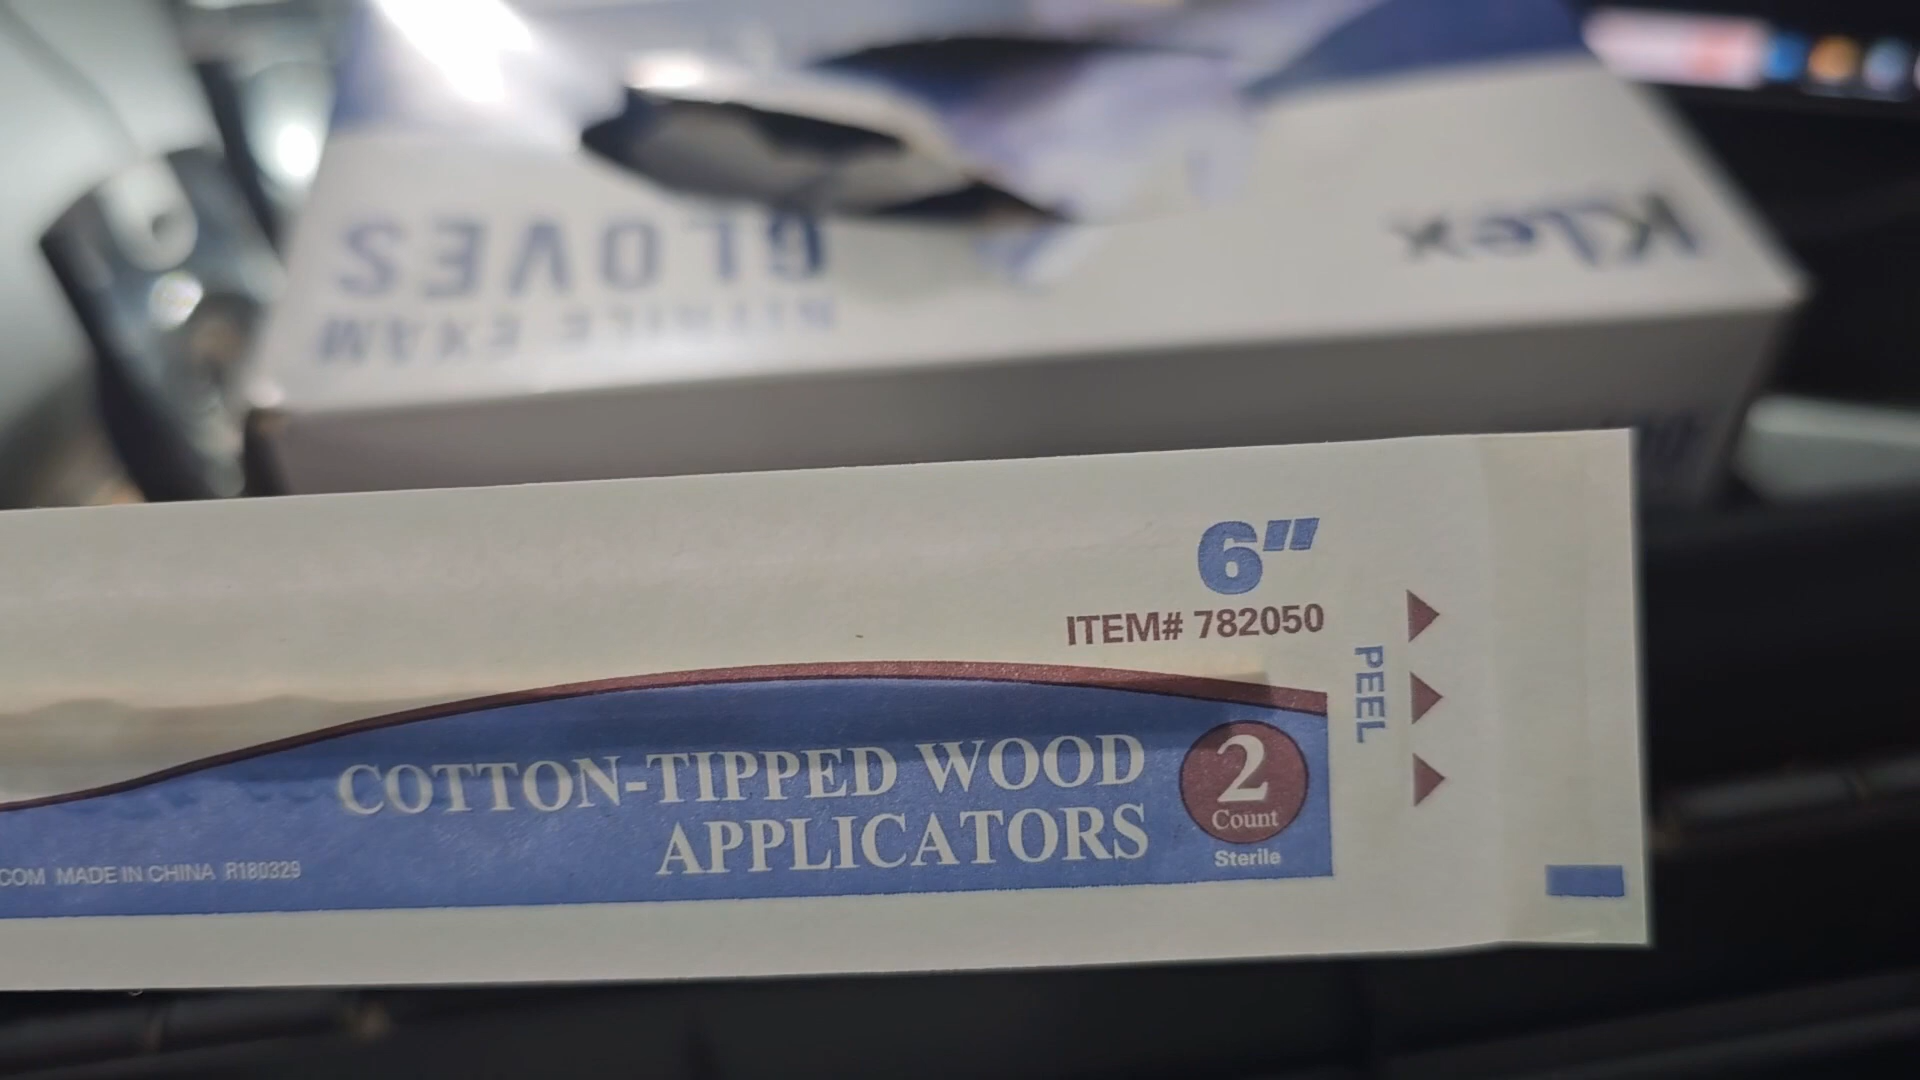 Klex
NITRILE EXAM
GLOVES
6"
ITEM# 782050
PEEL
COTTON-TIPPED WOOD
APPLICATORS
2
Count
Sterile
COM MADE IN CHINA R180329